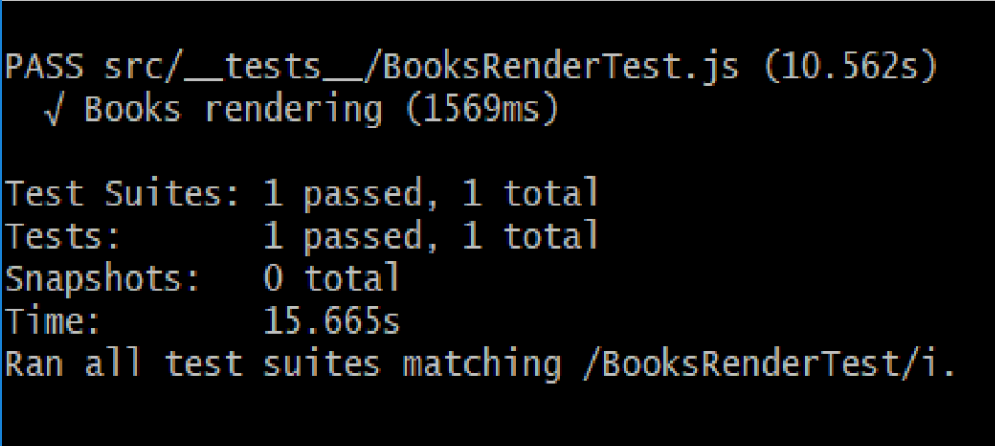 PASS src/__tests__/BooksRenderTest.js (10.562s)
√ Books rendering (1569ms)
Test Suites: 1 passed, 1 total
Tests: 1 passed, 1 total
Snapshots: 0 total
Time: 15.665s
Ran all test suites matching /BooksRenderTest/i.